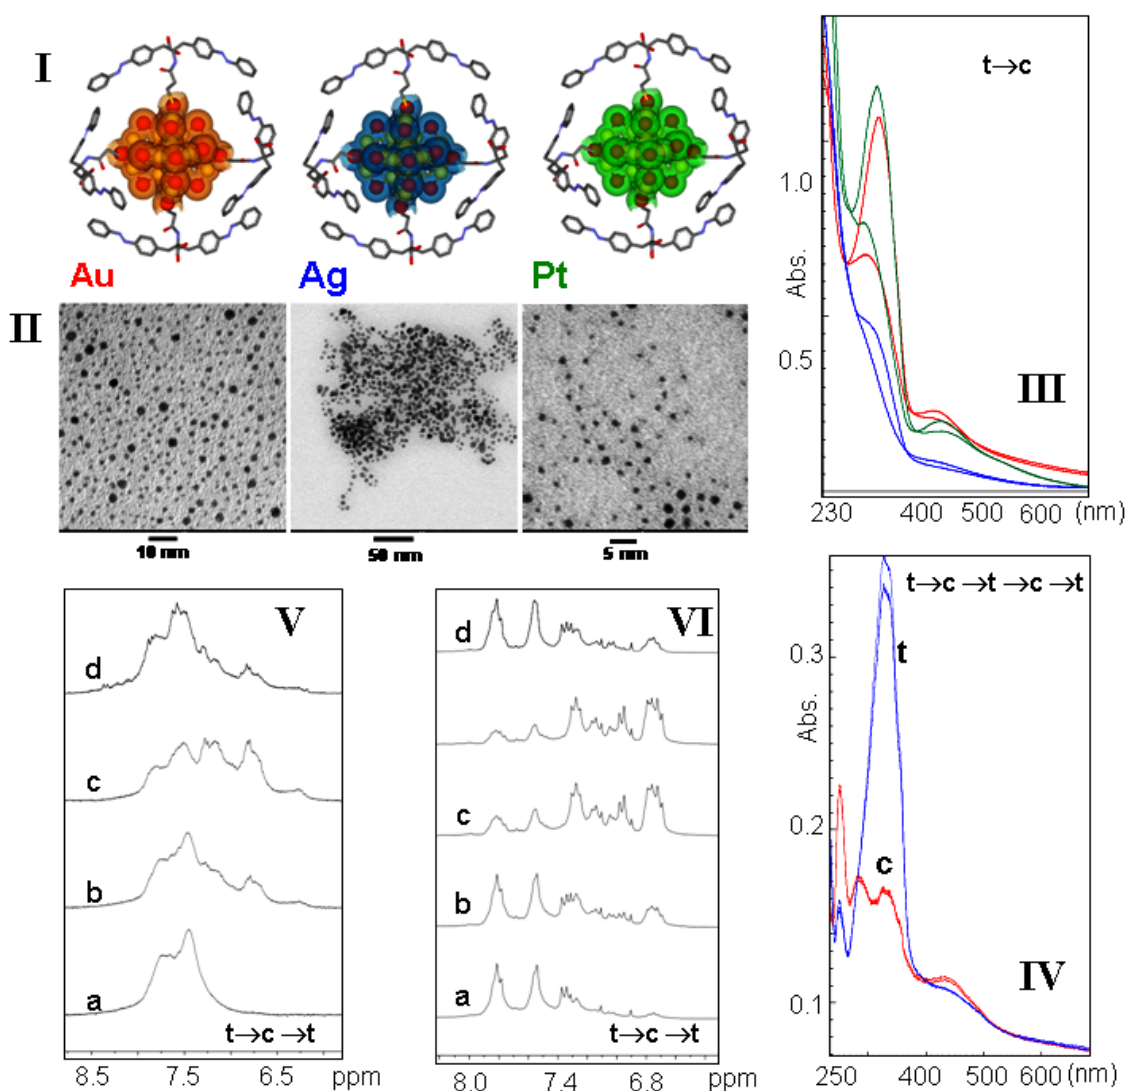 I
Au
Ag
Pt
II
10 nm
50 nm
5 nm
t→c
1.0
Abs.
0.5
III
230 400 500 600 (nm)
t→c →t →c →t
0.3
t
Abs.
0.2
c
IV
0.1
250 400 500 600 (nm)
V
d
c
b
a
t→c →t
8.5 7.5 6.5 ppm
VI
d
c
b
a
t→c →t
8.0 7.4 6.8 ppm